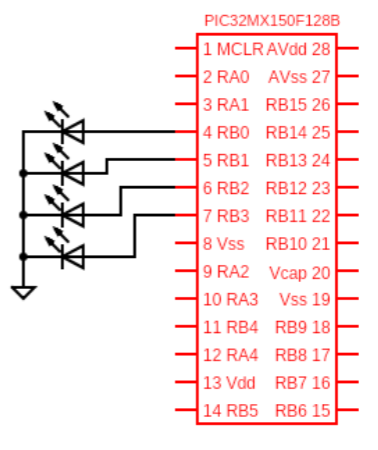 PIC32MX150F128B
1 MCLR AVdd 28
2 RA0 AVss 27
3 RA1 RB15 26
4 RB0 RB14 25
5 RB1 RB13 24
6 RB2 RB12 23
7 RB3 RB11 22
8 Vss RB10 21
9 RA2 Vcap 20
10 RA3 Vss 19
11 RB4 RB9 18
12 RA4 RB8 17
13 Vdd RB7 16
14 RB5 RB6 15